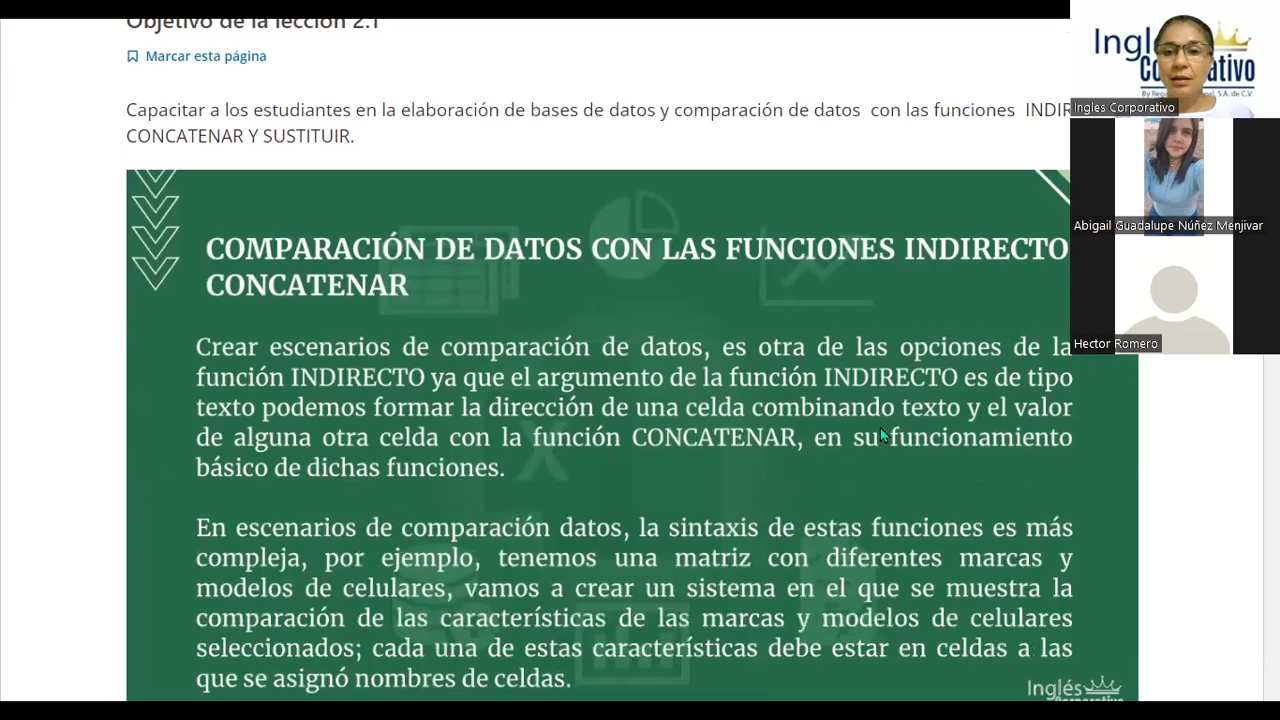 Objetivo de la lección 2.1
Marcar esta página
Capacitar a los estudiantes en la elaboración de bases de datos y comparación de datos con las funciones
CONCATENAR Y SUSTITUIR.
COMPARACIÓN DE DATOS CON LAS FUNCIONES INDIRECTO
CONCATENAR
Crear escenarios de comparación de datos, es otra de las opciones de la
función INDIRECTO ya que el argumento de la función INDIRECTO es de tipo
texto podemos formar la dirección de una celda combinando texto y el valor
de alguna otra celda con la función CONCATENAR, en su funcionamiento
básico de dichas funciones.
En escenarios de comparación datos, la sintaxis de estas funciones es más
compleja, por ejemplo, tenemos una matriz con diferentes marcas y
modelos de celulares, vamos a crear un sistema en el que se muestra la
comparación de las características de las marcas y modelos de celulares
seleccionados; cada una de estas características debe estar en celdas a las
que se asignó nombres de celdas.
Inglés
Ingles Corporativo
Abigail Guadalupe Núñez Menjivar
Hector Romero